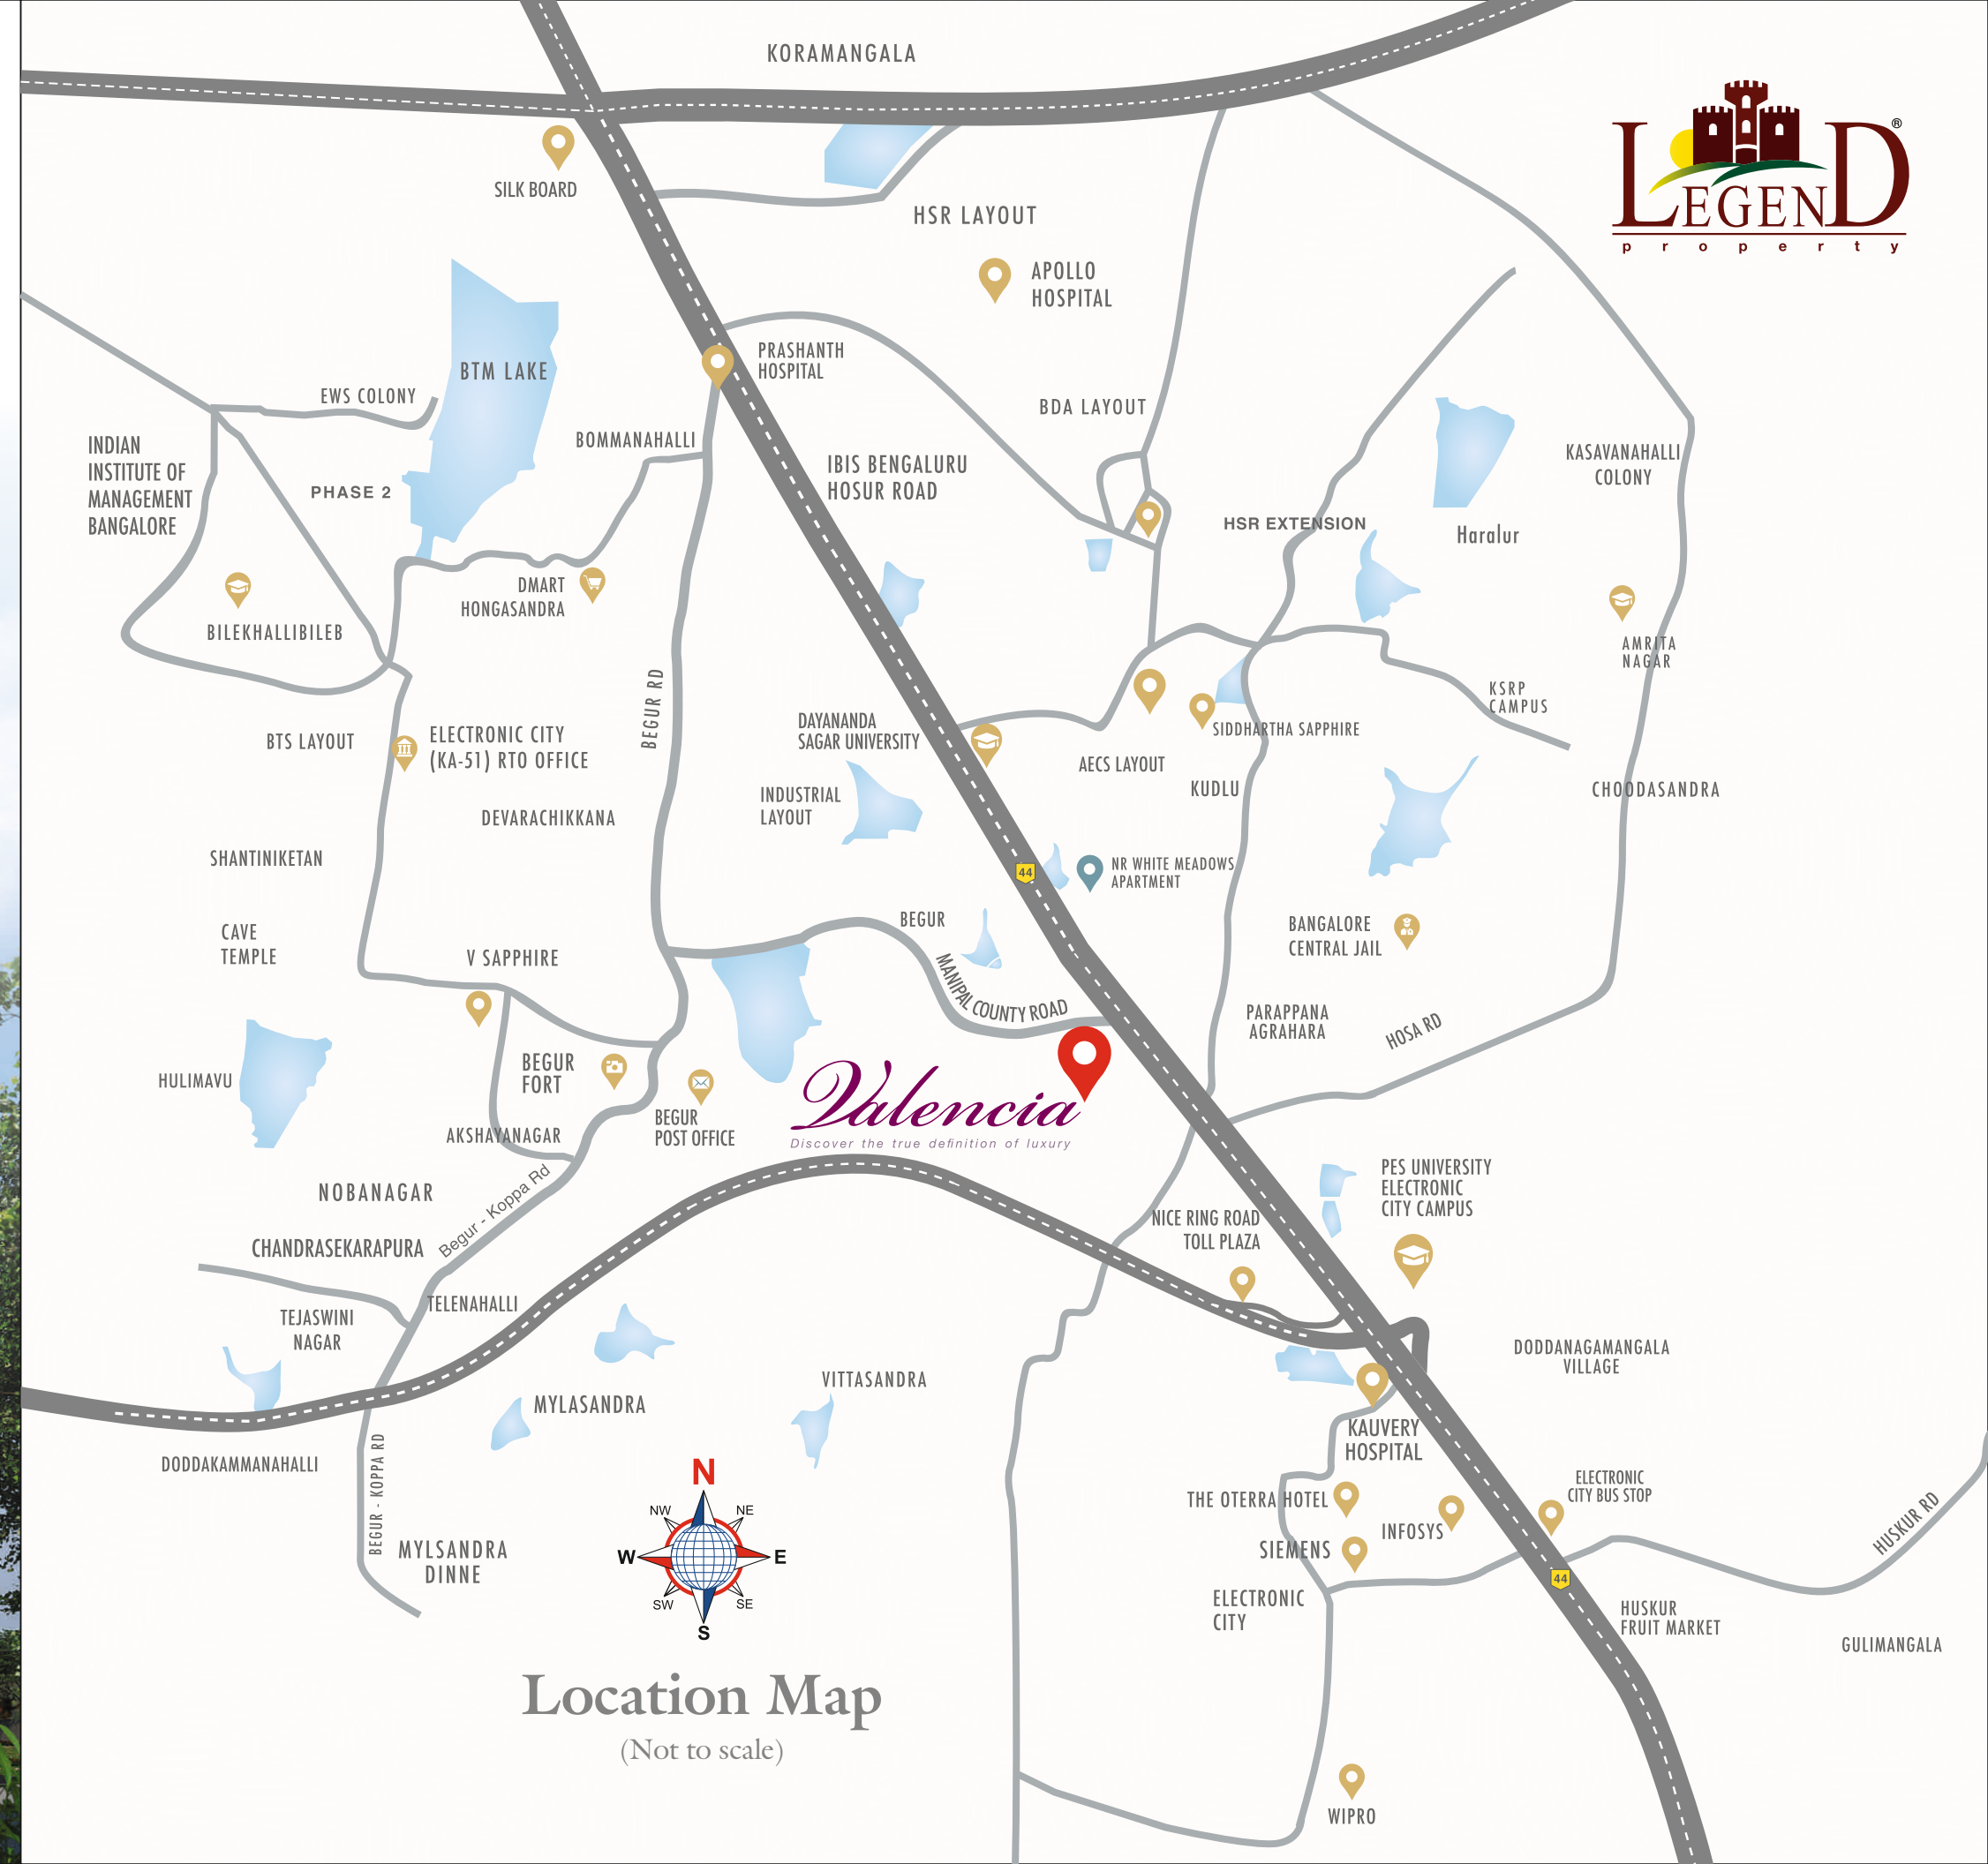 KORAMANGALA
LEGEND®
property
SILK BOARD
HSR LAYOUT
APOLLO
HOSPITAL
PRASHANTH
HOSPITAL
BTM LAKE
EWS COLONY
BDA LAYOUT
BOMMANAHALLI
INDIAN
INSTITUTE OF
MANAGEMENT
BANGALORE
PHASE 2
IBIS BENGALURU
HOSUR ROAD
KASAVANAHALLI
COLONY
HSR EXTENSION
Haralur
DMART
HONGASANDRA
BILEKHALLIBILEB
AMRITA
NAGAR
KSRP
CAMPUS
BEGUR RD
DAYANANDA
SAGAR UNIVERSITY
SIDDHARTHA SAPPHIRE
BTS LAYOUT
ELECTRONIC CITY
(KA-51) RTO OFFICE
AECS LAYOUT
KUDLU
CHOODASANDRA
INDUSTRIAL
LAYOUT
DEVARACHIKKANA
SHANTINIKETAN
44
NR WHITE MEADOWS
APARTMENT
BEGUR
BANGALORE
CENTRAL JAIL
CAVE
TEMPLE
V SAPPHIRE
MANIPAL COUNTY ROAD
PARAPPANA
AGRAHARA
HOSA RD
HULIMAVU
BEGUR
FORT
Valencia
Discover the true definition of luxury
BEGUR
POST OFFICE
AKSHAYANAGAR
NOBANAGAR
Begur - Koppa Rd
PES UNIVERSITY
ELECTRONIC
CITY CAMPUS
NICE RING ROAD
TOLL PLAZA
CHANDRASEKARAPURA
TELENAHALLI
TEJASWINI
NAGAR
DODDANAGAMANGALA
VILLAGE
VITTASANDRA
MYLASANDRA
KAUVERY
HOSPITAL
DODDAKAMMANAHALLI
BEGUR - KOPPA RD
N
NW
NE
W
E
SW
SE
S
THE OTERRA HOTEL
ELECTRONIC
CITY BUS STOP
INFOSYS
SIEMENS
HUSKUR RD
MYLSANDRA
DINNE
44
ELECTRONIC
CITY
HUSKUR
FRUIT MARKET
GULIMANGALA
Location Map
(Not to scale)
WIPRO